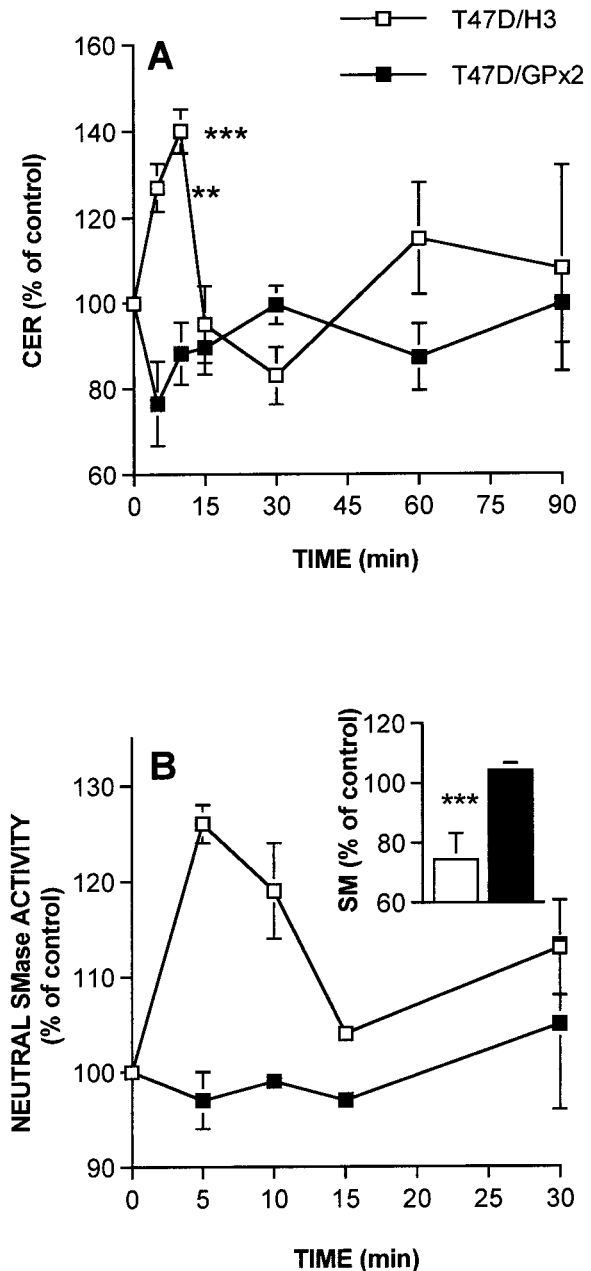 T47D/H3
T47D/GPx2
A
CER (% of control)
160
140
120
100
80
60
***
**
0 15 30 45 60 75 90
TIME (min)
B
NEUTRAL SMase ACTIVITY
(% of control)
130
120
110
100
90
SM (% of control)
120
100
80
60
***
0 5 10 15 20 25 30
TIME (min)